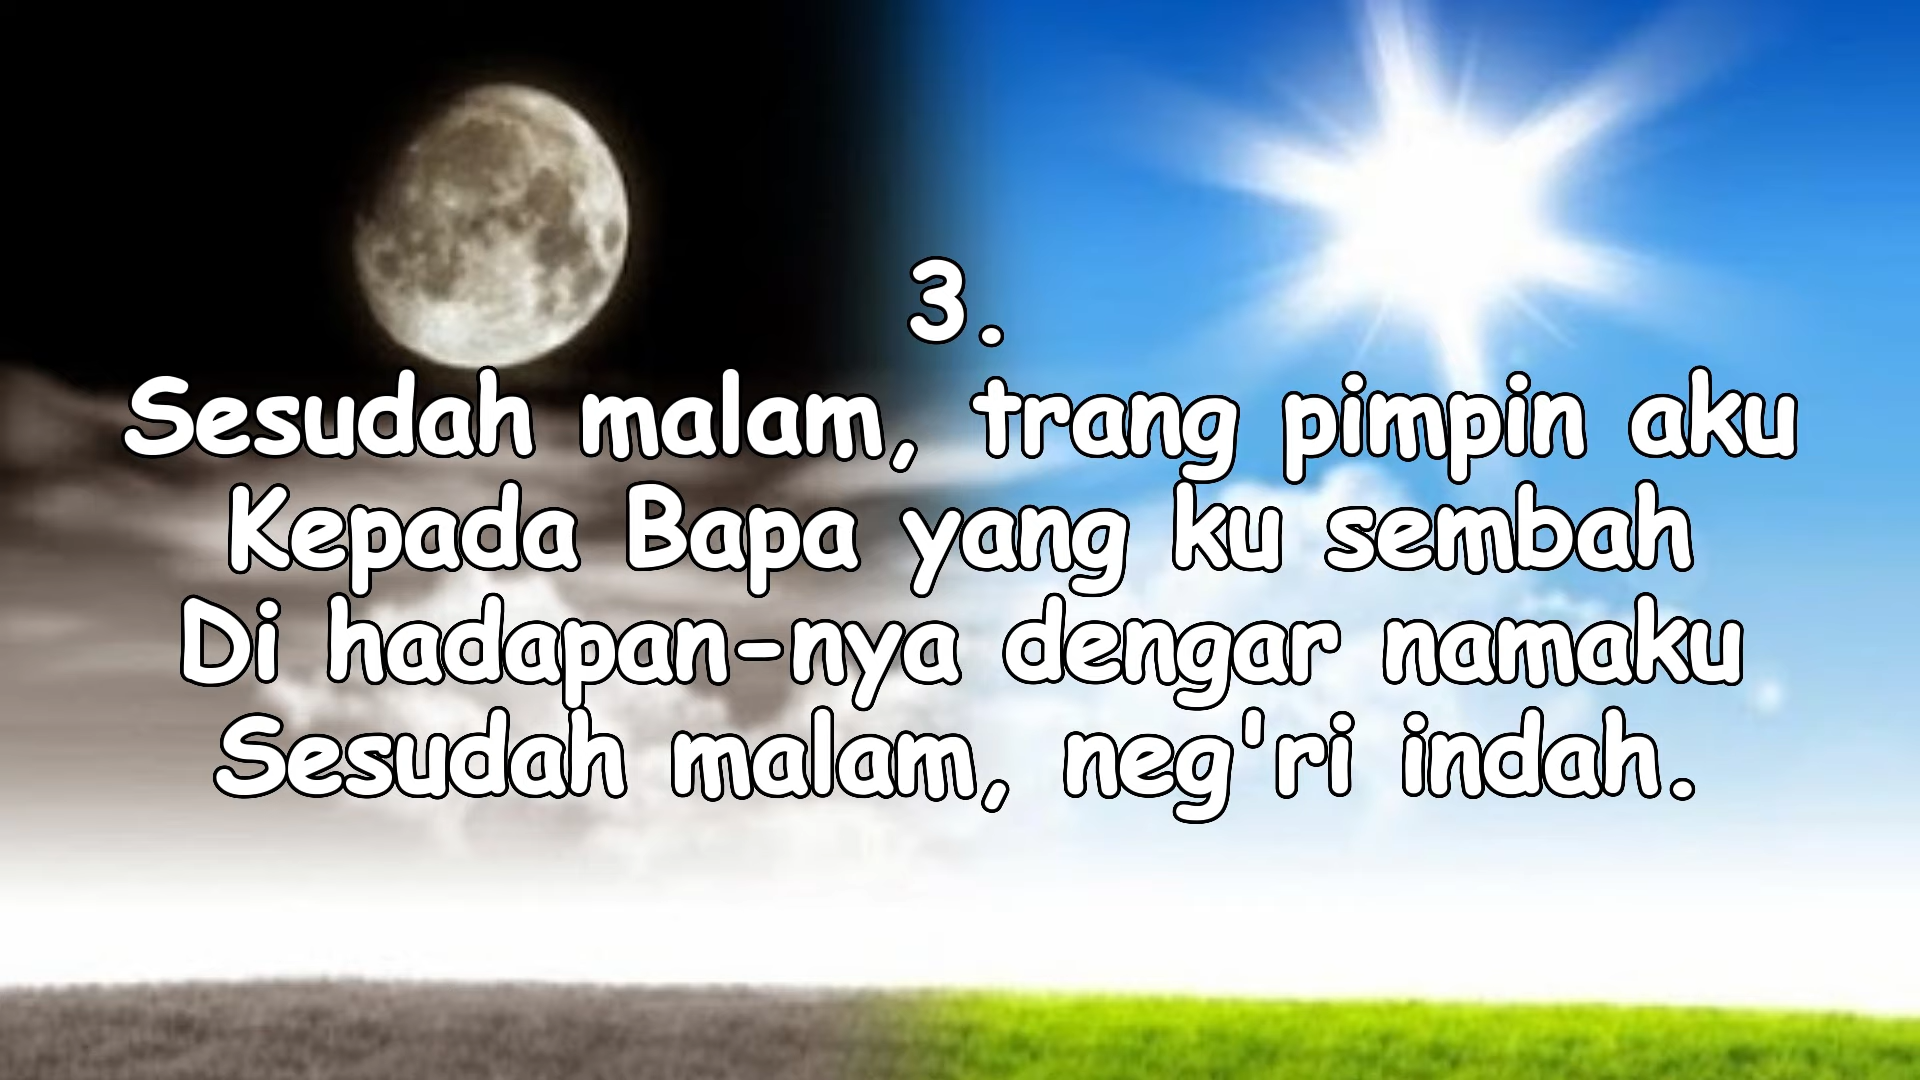 3.
Sesudah malam, trang pimpin aku
Kepada Bapa yang ku sembah
Di hadapan-nya dengar namaku
Sesudah malam, neg'ri indah.